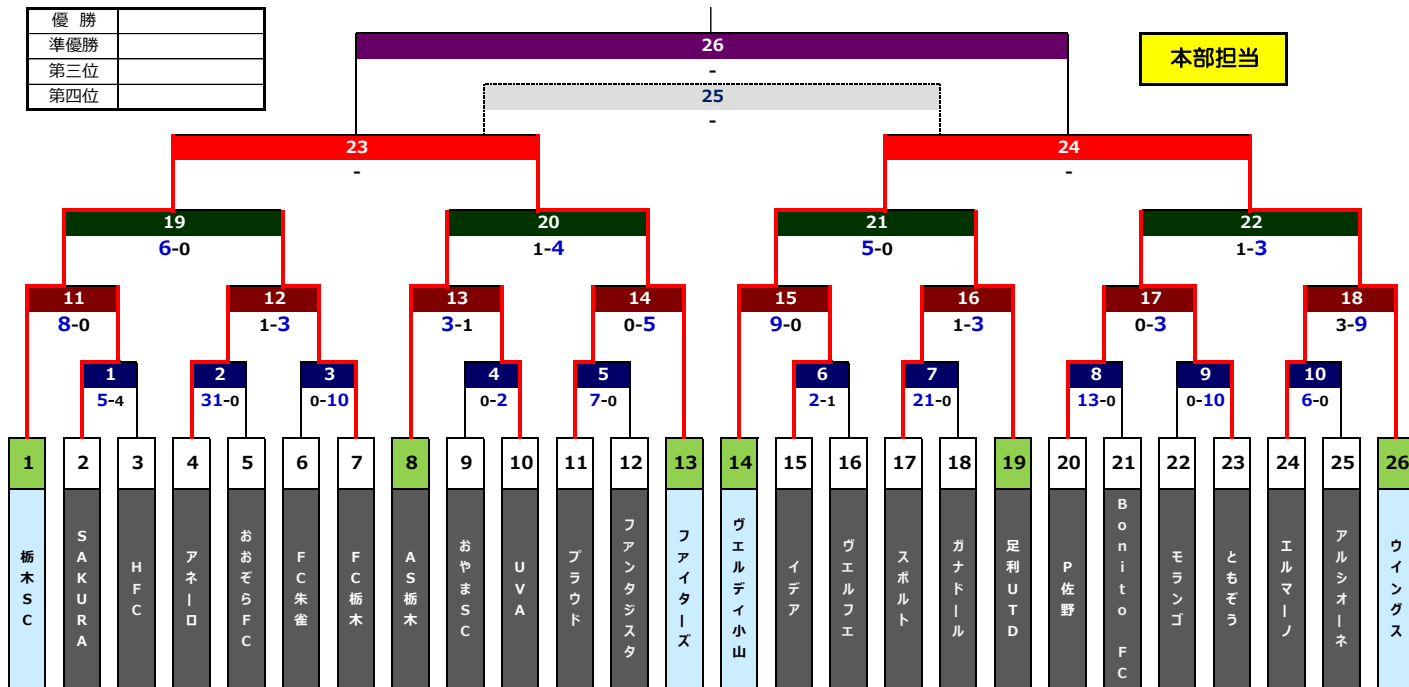 優 勝
準優勝
第三位
第四位
本部担当
26
-
25
-
23
-
24
-
19
6-0
20
1-4
21
5-0
22
1-3
11
8-0
12
1-3
13
3-1
14
0-5
15
9-0
16
1-3
17
0-3
18
3-9
1
5-4
2
31-0
3
0-10
4
0-2
5
7-0
6
2-1
7
21-0
8
13-0
9
0-10
10
6-0
1
2
3
4
5
6
7
8
9
10
11
12
13
14
15
16
17
18
19
20
21
22
23
24
25
26
栃木SC
SAKURA
HFC
アネーロ
おおぞらFC
FC朱雀
FC栃木
AS栃木
おやまSC
UVA
プラウド
ファンタジスタ
ファイターズ
ヴェルディ小山
イデア
ヴェルフェ
スポルト
ガナドール
足利UTD
P佐野
Bonito FC
モランゴ
ともぞう
エルマーノ
アルシオーネ
ウイングス